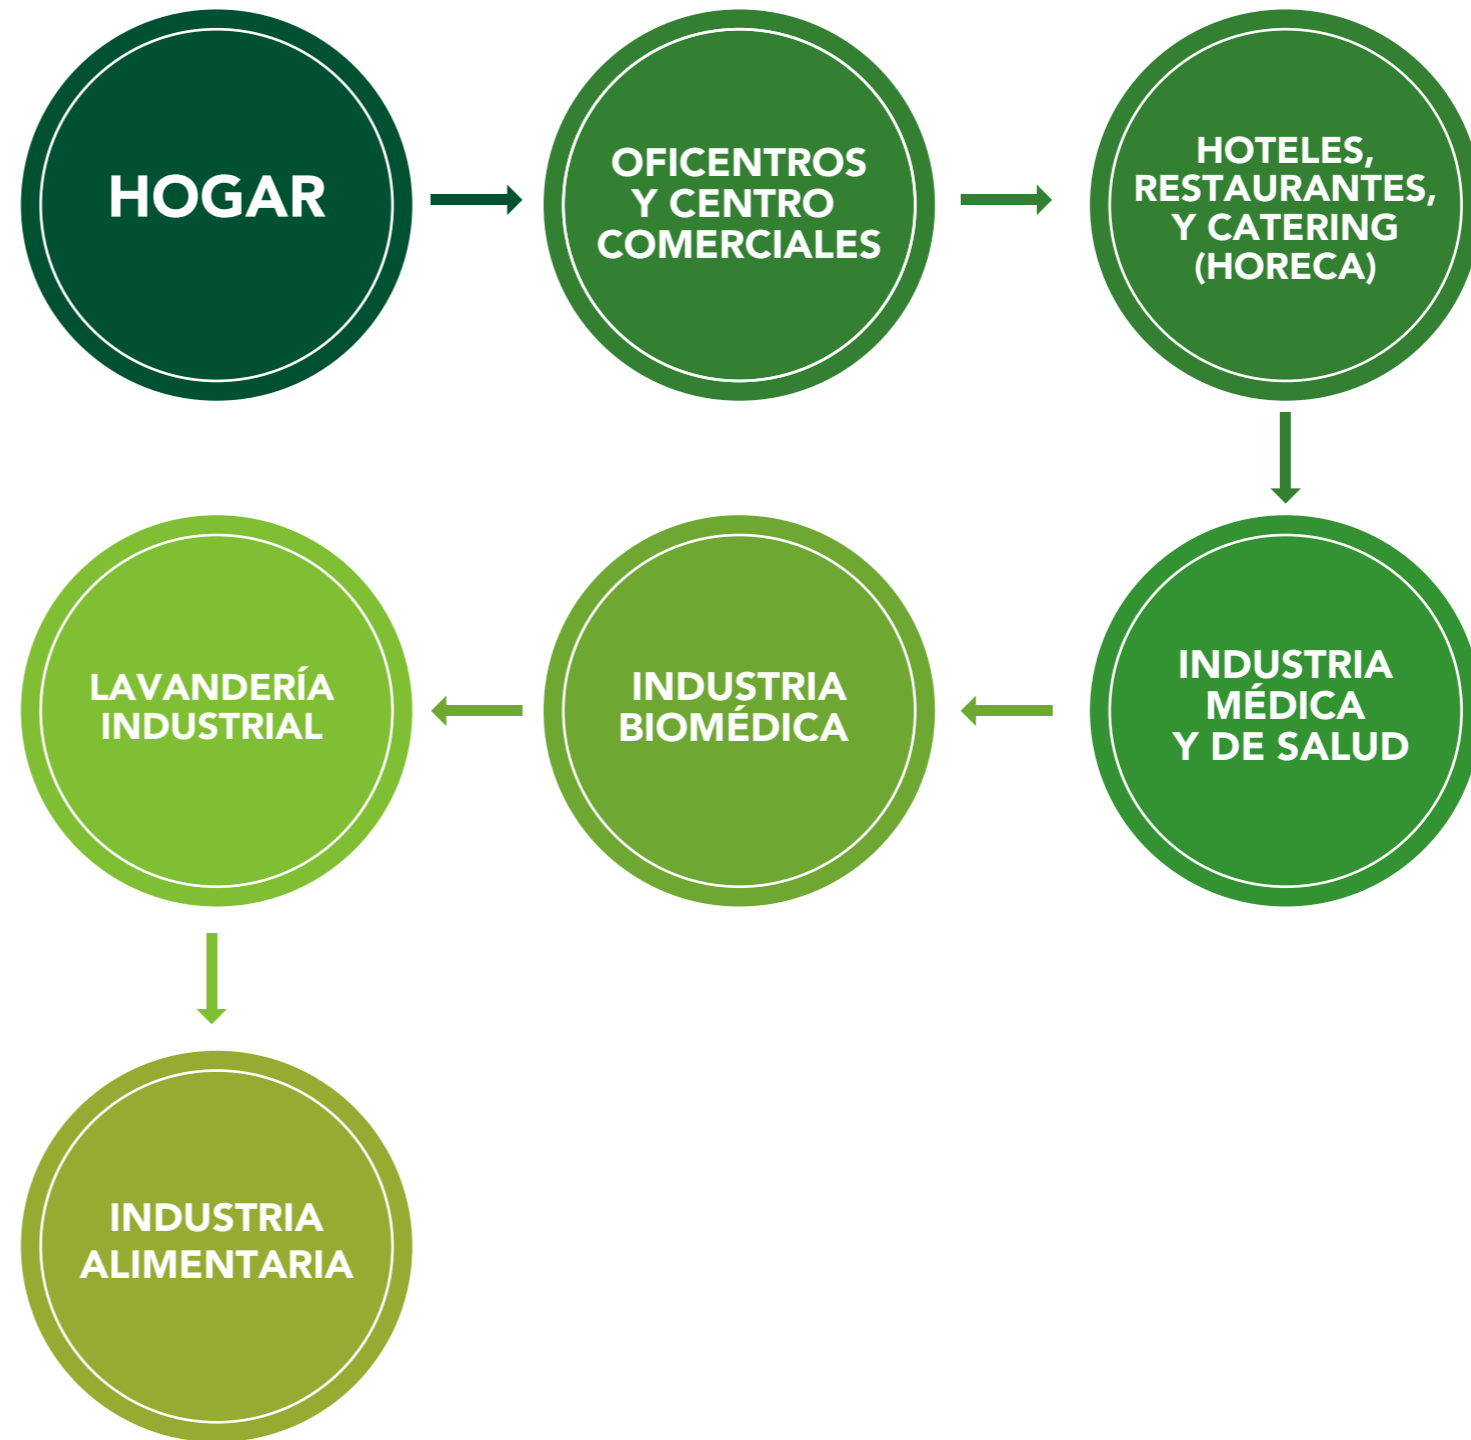 HOGAR
OFICENTROS
Y CENTRO
COMERCIALES
HOTELES,
RESTAURANTES,
Y CATERING
(HORECA)
INDUSTRIA
MÉDICA
Y DE SALUD
INDUSTRIA
BIOMÉDICA
LAVANDERÍA
INDUSTRIAL
INDUSTRIA
ALIMENTARIA